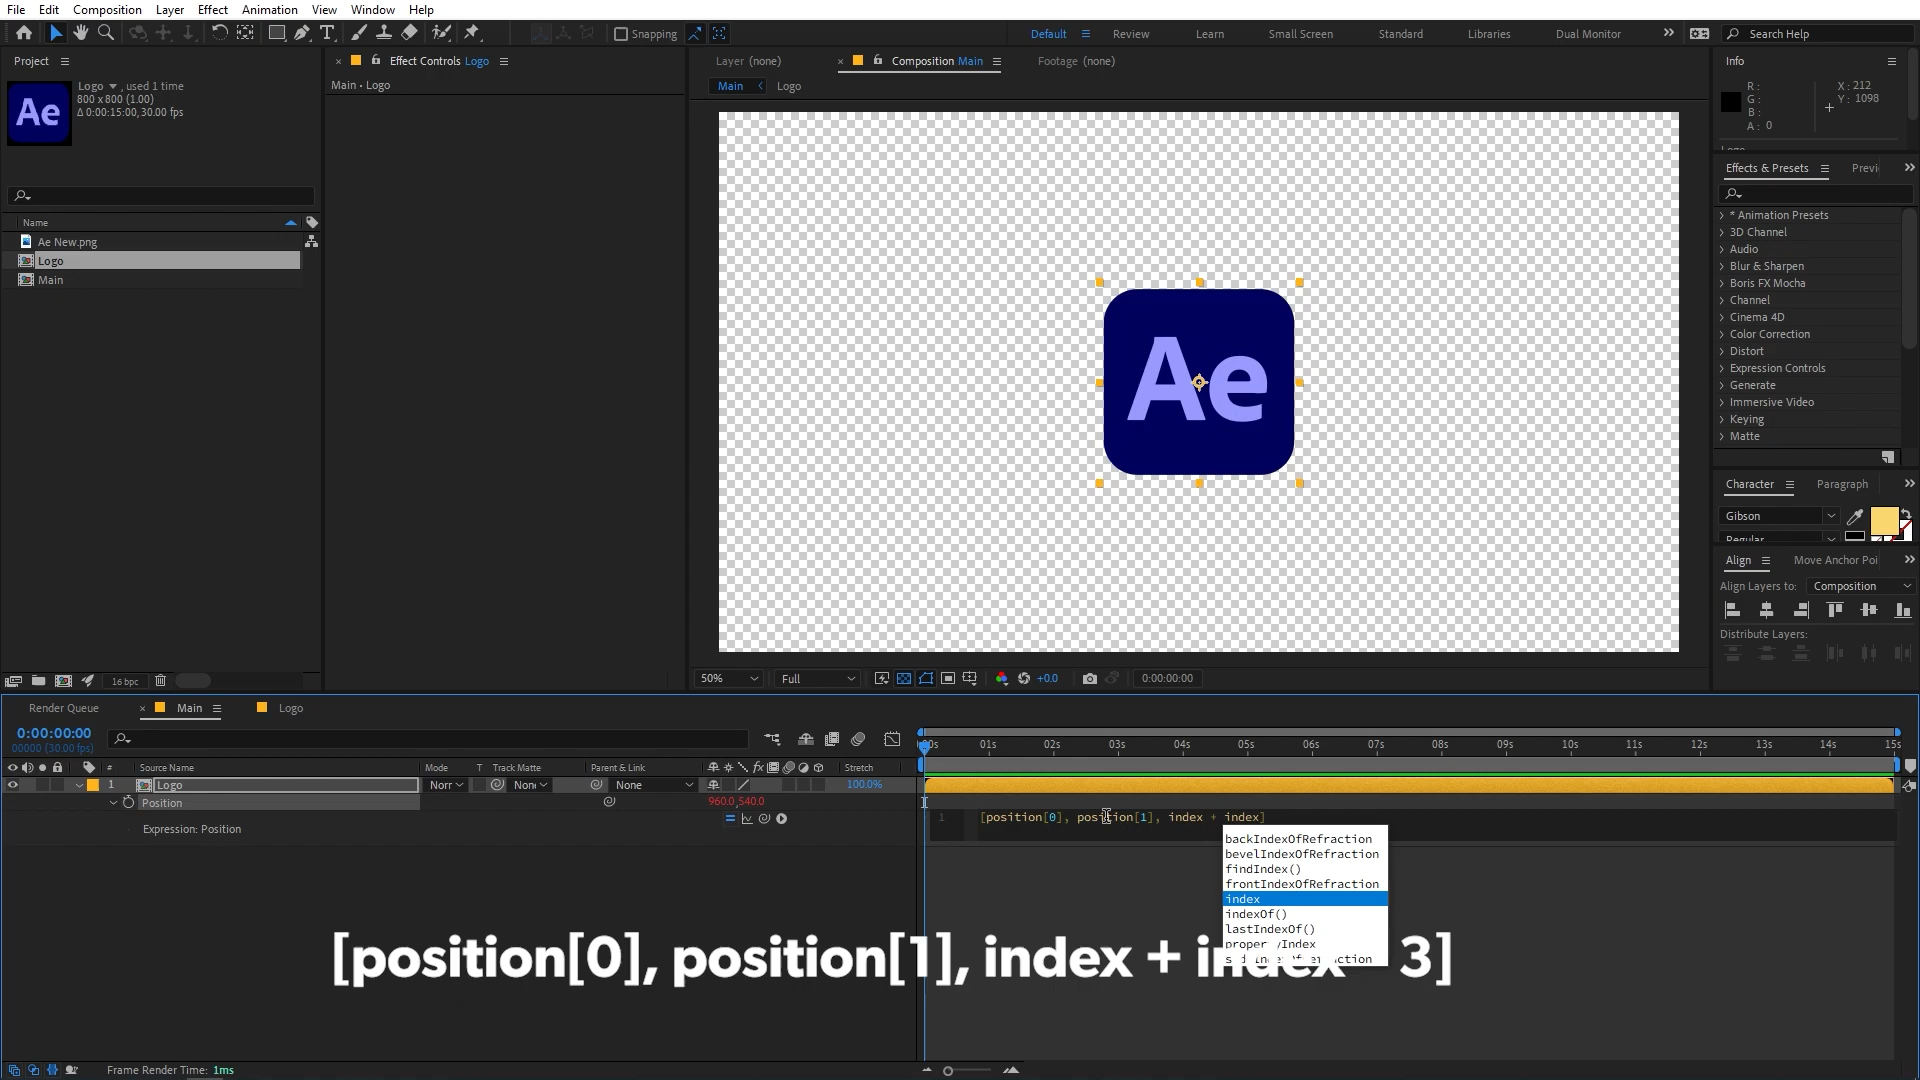 File Edit Composition Layer Effect Animation View Window Help
Snapping
Default Review Learn Small Screen Standard Libraries Dual Monitor
Search Help
Project
Logo , used 1 time
800 x 800 (1.00)
Δ 0:00:15:00, 30.00 fps
Ae
Name
Ae New.png
Logo
Main
16 bpc
Effect Controls Logo
Main • Logo
Layer (none)
Composition Main
Footage (none)
Main Logo
Ae
50% Full +0.0 0:00:00:00
Info
R :
G :
B :
A : 0
X : 212
Y : 1098
Effects & Presets
* Animation Presets
3D Channel
Audio
Blur & Sharpen
Boris FX Mocha
Channel
Cinema 4D
Color Correction
Distort
Expression Controls
Generate
Immersive Video
Keying
Matte
Character Paragraph
Gibson
Regular
Align Move Anchor Poi
Align Layers to: Composition
Distribute Layers:
Render Queue Main Logo
0:00:00:00
00000 (30.00 fps)
01s 02s 03s 04s 05s 06s 07s 08s 09s 10s 11s 12s 13s 14s 15s
# Source Name Mode T Track Matte Parent & Link fx Stretch
1 Logo Norr None None 100.0%
Position 960.0,540.0
Expression: Position
1 [position[0], position[1], index + index]
backIndexOfRefraction
bevelIndexOfRefraction
findIndex()
frontIndexOfRefraction
index
indexOf()
lastIndexOf()
[position[0], position[1], index + index 3]
Frame Render Time: 1ms